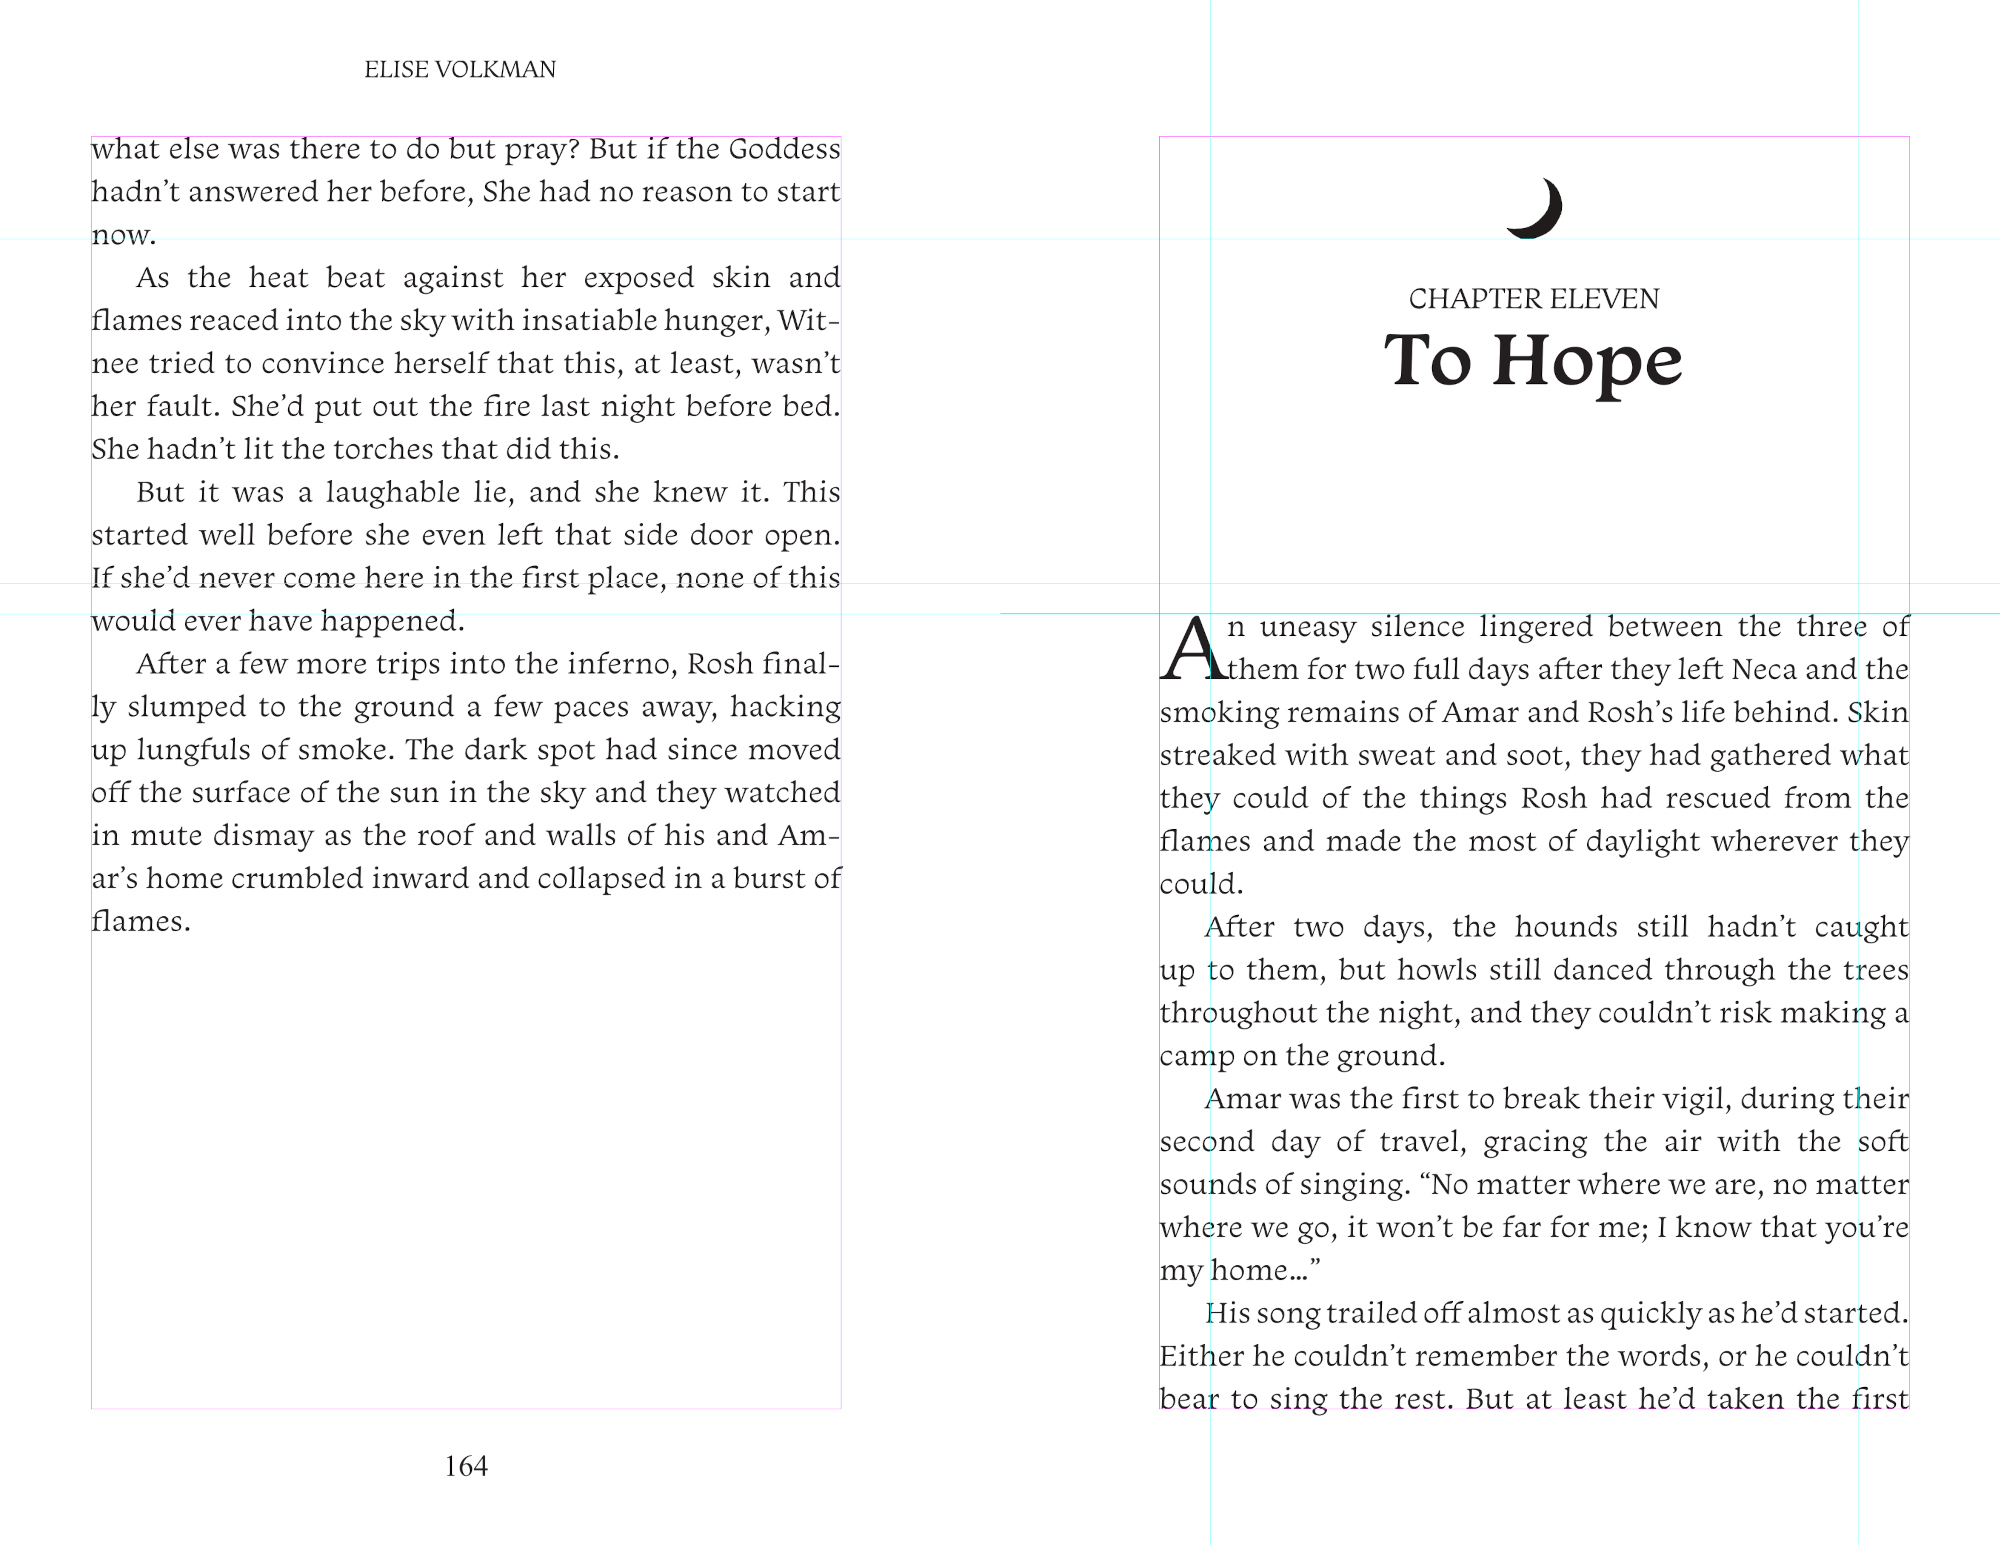 ELISE VOLKMAN
what else was there to do but pray? But if the Goddess
hadn’t answered her before, She had no reason to start
now.
As the heat beat against her exposed skin and
flames reaced into the sky with insatiable hunger, Wit-
nee tried to convince herself that this, at least, wasn’t
her fault. She’d put out the fire last night before bed.
She hadn’t lit the torches that did this.
But it was a laughable lie, and she knew it. This
started well before she even left that side door open.
If she’d never come here in the first place, none of this
would ever have happened.
After a few more trips into the inferno, Rosh final-
ly slumped to the ground a few paces away, hacking
up lungfuls of smoke. The dark spot had since moved
off the surface of the sun in the sky and they watched
in mute dismay as the roof and walls of his and Am-
ar’s home crumbled inward and collapsed in a burst of
flames.
164
CHAPTER ELEVEN
To Hope
An uneasy silence lingered between the three of
them for two full days after they left Neca and the
smoking remains of Amar and Rosh’s life behind. Skin
streaked with sweat and soot, they had gathered what
they could of the things Rosh had rescued from the
flames and made the most of daylight wherever they
could.
After two days, the hounds still hadn’t caught
up to them, but howls still danced through the trees
throughout the night, and they couldn’t risk making a
camp on the ground.
Amar was the first to break their vigil, during their
second day of travel, gracing the air with the soft
sounds of singing. “No matter where we are, no matter
where we go, it won’t be far for me; I know that you’re
my home…”
His song trailed off almost as quickly as he’d started.
Either he couldn’t remember the words, or he couldn’t
bear to sing the rest. But at least he’d taken the first